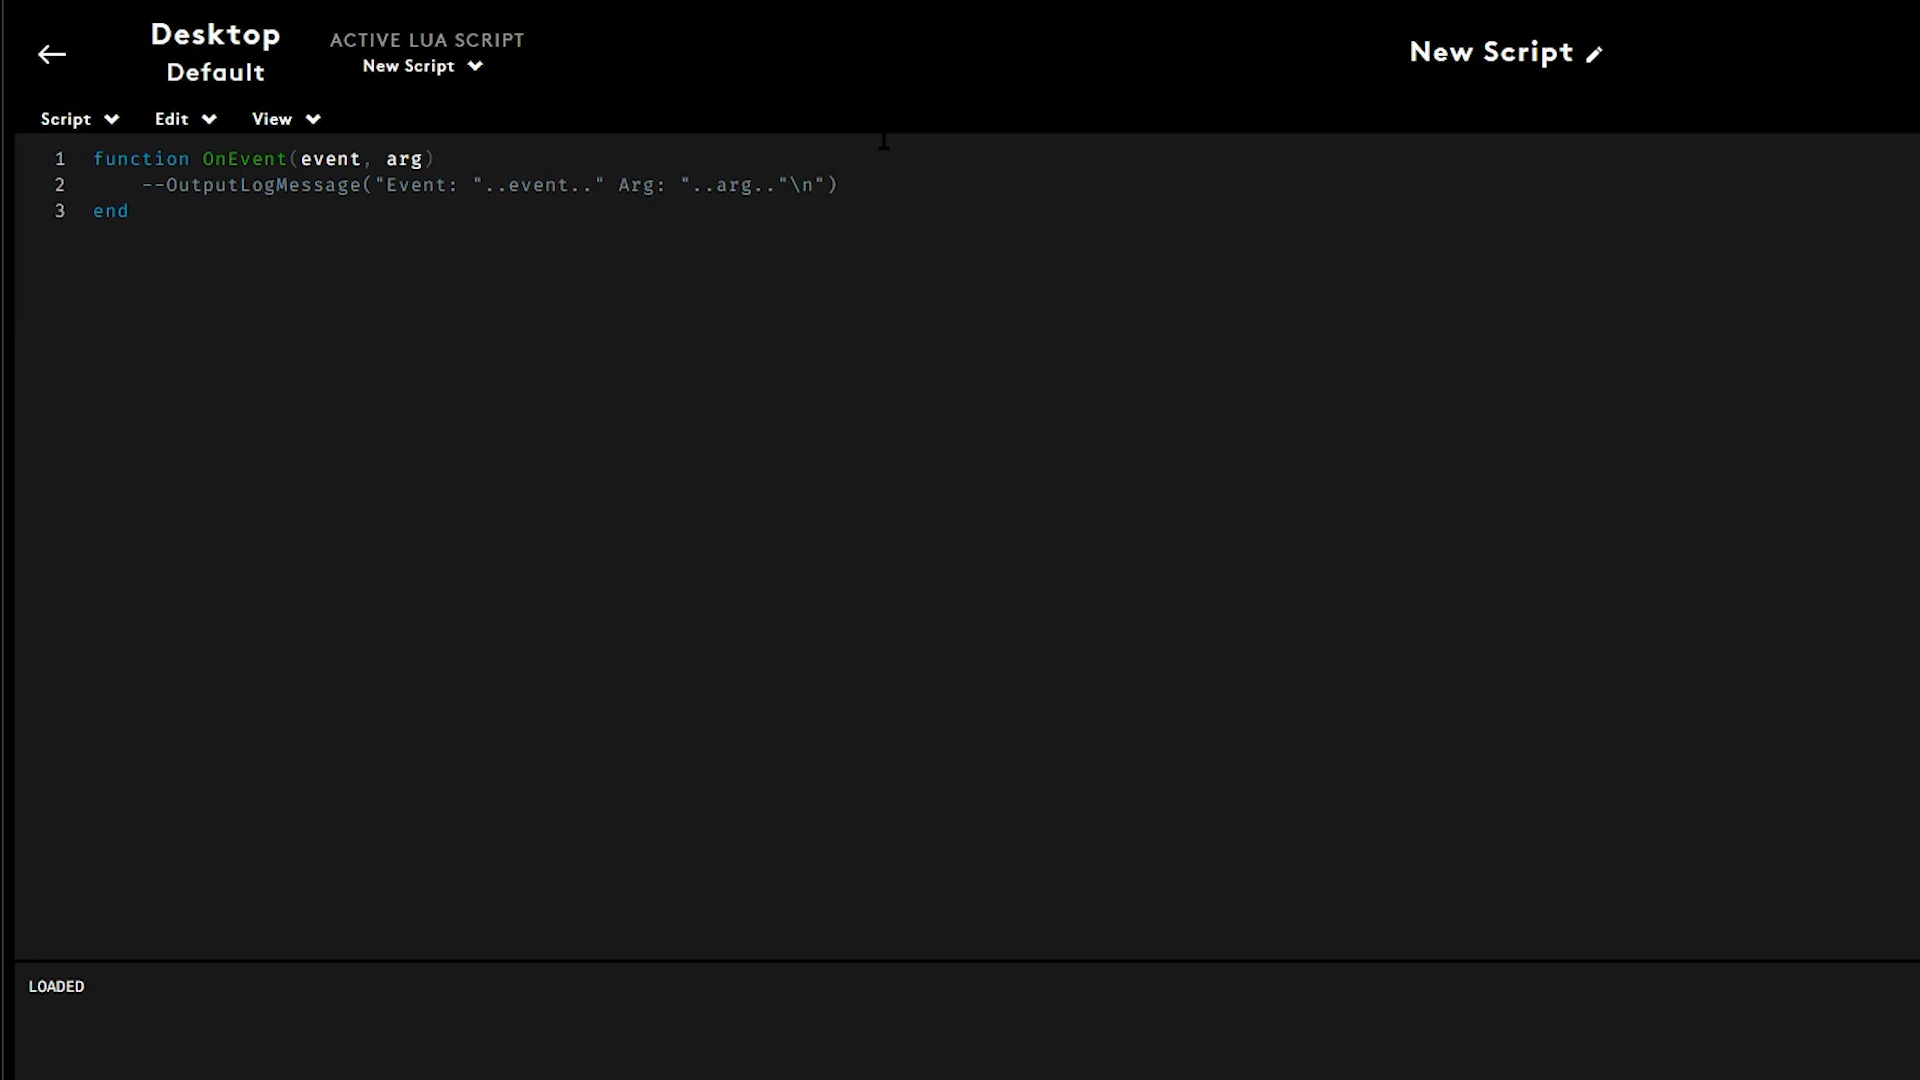 Desktop
Default
ACTIVE LUA SCRIPT
New Script
New Script
Script
Edit
View
1 function OnEvent(event, arg)
2     --OutputLogMessage("Event: "..event.." Arg: "..arg.."\n")
3 end
LOADED